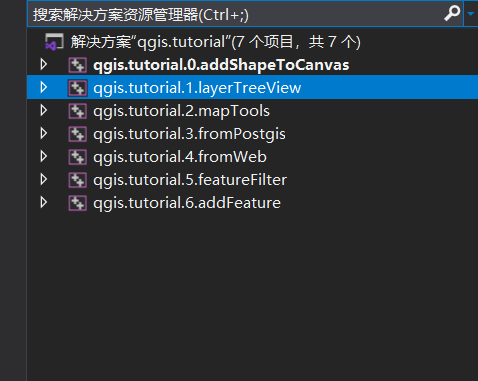 搜索解决方案资源管理器(Ctrl+;)
解决方案"qgis.tutorial"(7 个项目，共 7 个)
qgis.tutorial.0.addShapeToCanvas
qgis.tutorial.1.layerTreeView
qgis.tutorial.2.mapTools
qgis.tutorial.3.fromPostgis
qgis.tutorial.4.fromWeb
qgis.tutorial.5.featureFilter
qgis.tutorial.6.addFeature